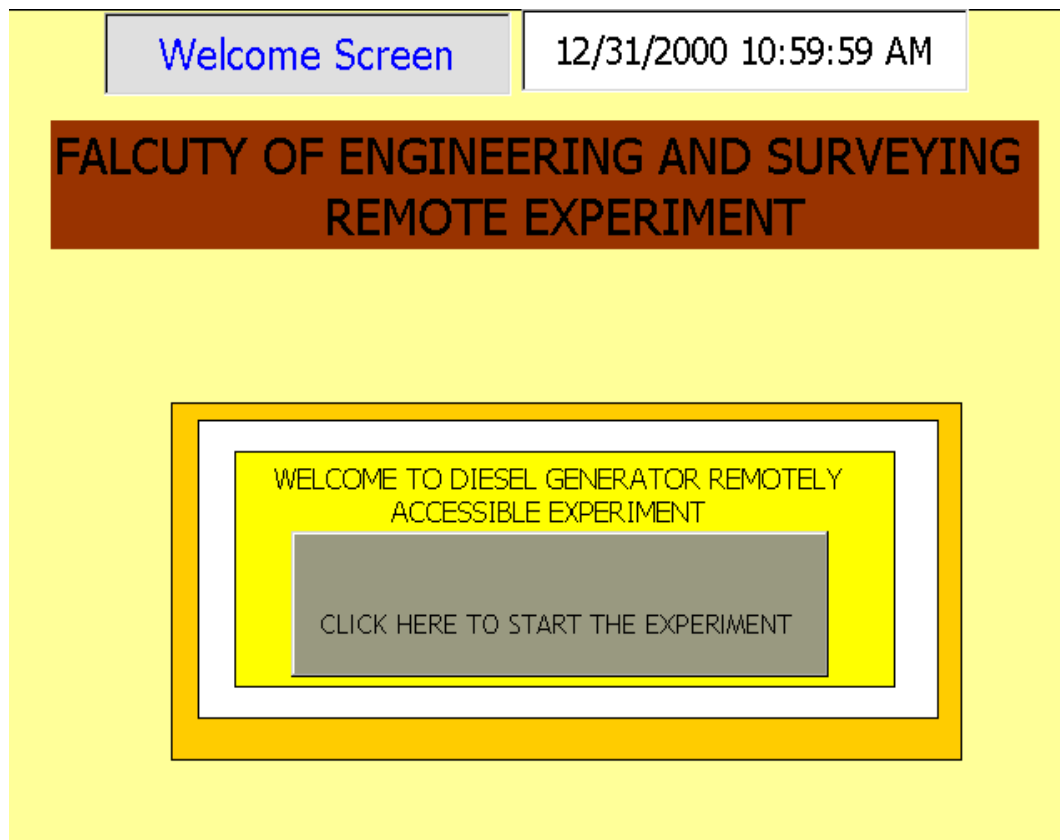 Welcome Screen
12/31/2000 10:59:59 AM
FALCUTY OF ENGINEERING AND SURVEYING
REMOTE EXPERIMENT
WELCOME TO DIESEL GENERATOR REMOTELY
ACCESSIBLE EXPERIMENT
CLICK HERE TO START THE EXPERIMENT